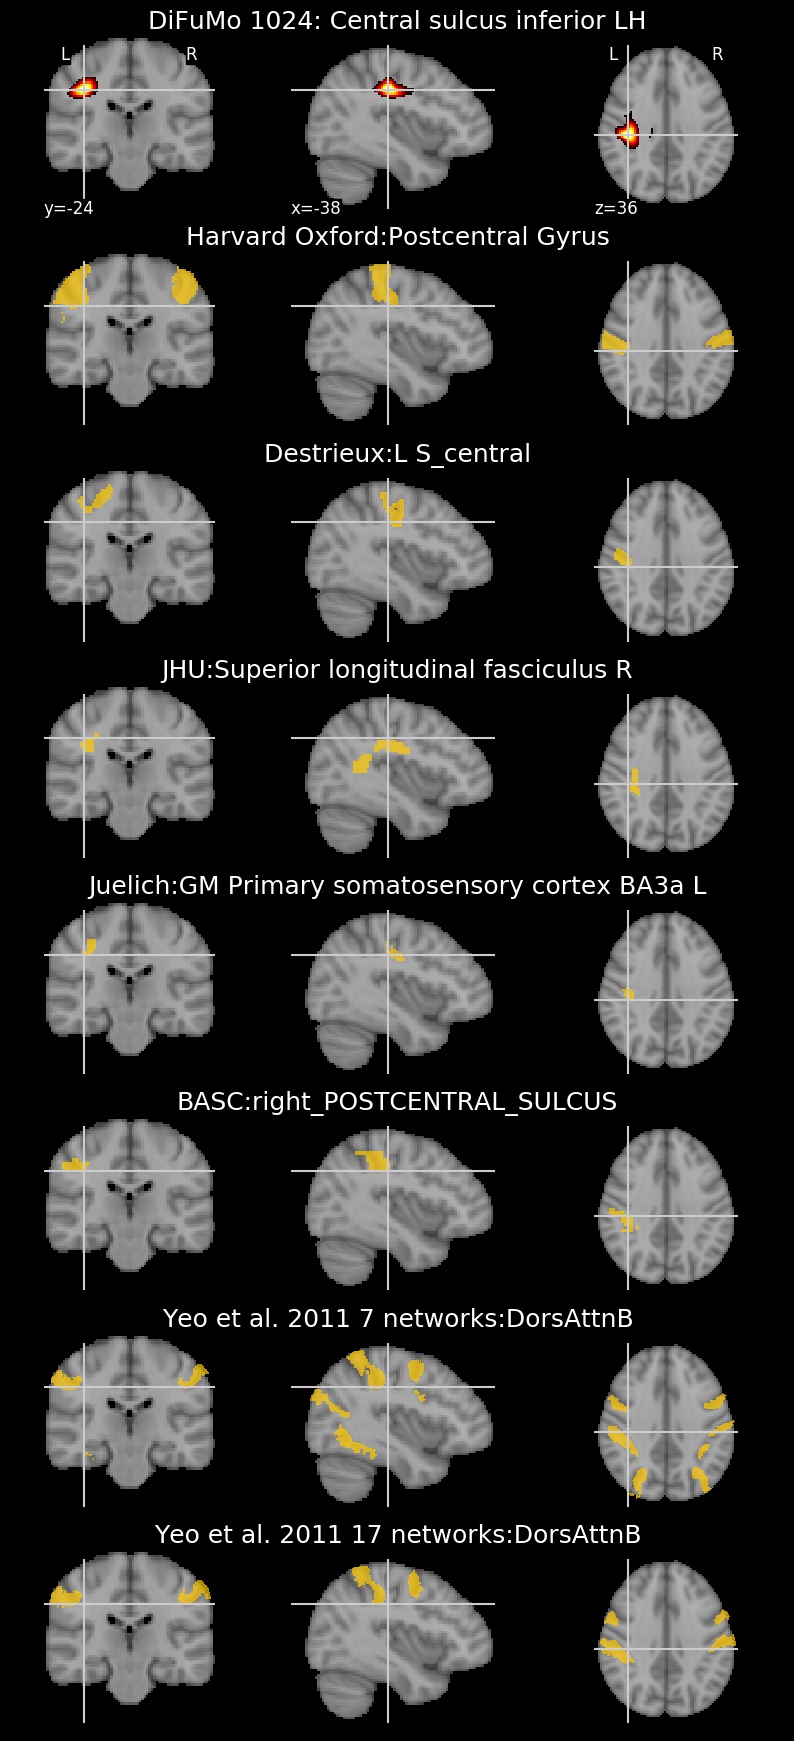 DiFuMo 1024: Central sulcus inferior LH
L R L R
y=-24 x=-38 z=36
Harvard Oxford:Postcentral Gyrus
Destrieux:L S_central
JHU:Superior longitudinal fasciculus R
Juelich:GM Primary somatosensory cortex BA3a L
BASC:right_POSTCENTRAL_SULCUS
Yeo et al. 2011 7 networks:DorsAttnB
Yeo et al. 2011 17 networks:DorsAttnB